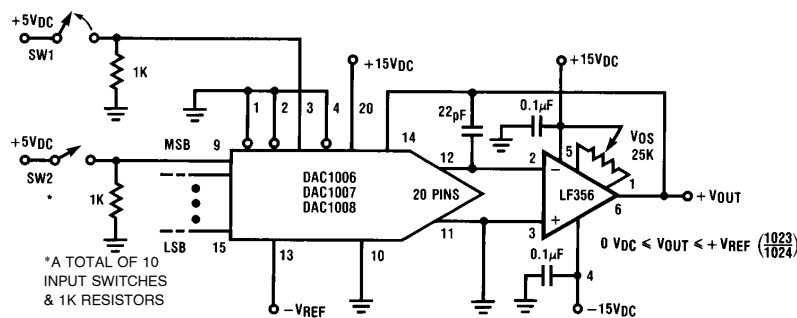 +5VDC
SW1
1K
+15VDC
+15VDC
1 2 3 4 20
14
22pF
0.1µF
VOS
25K
+5VDC
SW2
*
1K
MSB 9
DAC1006
DAC1007
DAC1008
20 PINS
12
11
2
−
LF356
+
3
5
1
6
+VOUT
0 VDC ≤ VOUT ≤ +VREF (1023/1024)
LSB 15
13
10
0.1µF
4
−VREF
−15VDC
*A TOTAL OF 10
INPUT SWITCHES
& 1K RESISTORS